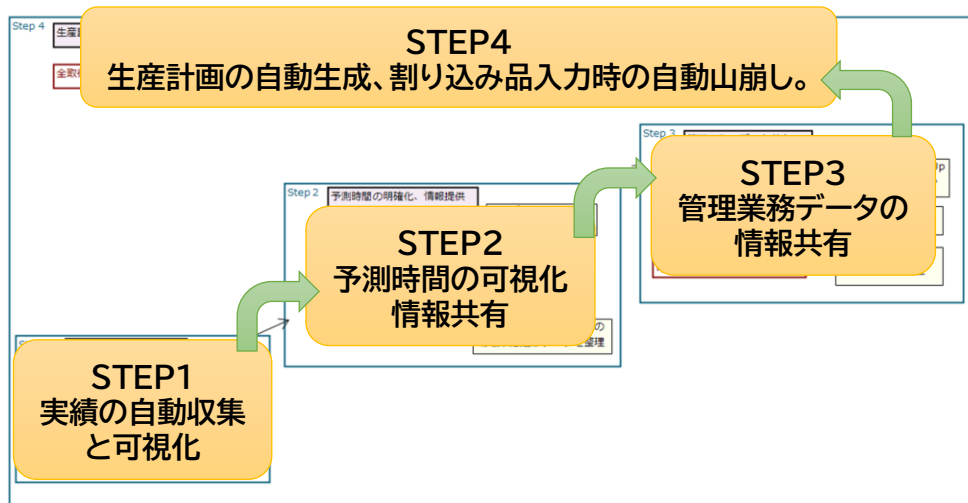 Step 4
STEP4
生産計画の自動生成、割り込み品入力時の自動山崩し。
Step 3
STEP3
管理業務データの
情報共有
Step 2
予測時間の明確化、情報提供
STEP2
予測時間の可視化
情報共有
STEP1
実績の自動収集
と可視化